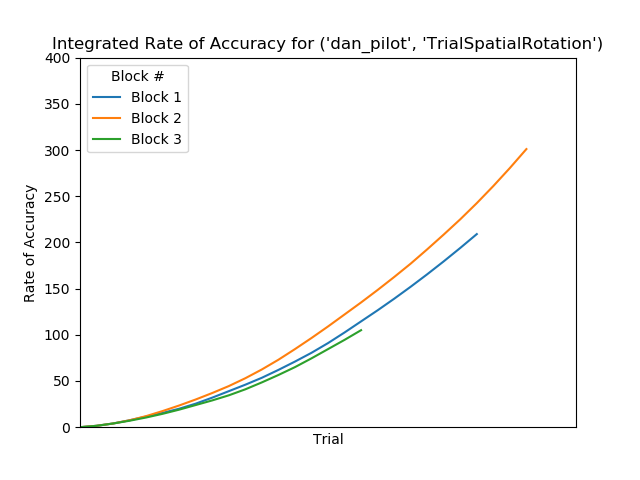 Integrated Rate of Accuracy for ('dan_pilot', 'TrialSpatialRotation')
Block #
Block 1
Block 2
Block 3
400
350
300
250
200
150
100
50
0
Rate of Accuracy
Trial